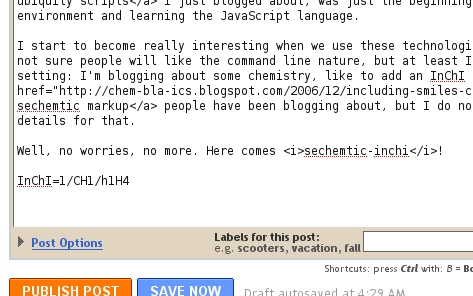 ubiquity scripts</a> I just blogged about, was just the beginning
environment and learning the JavaScript language.
I start to become really interesting when we use these technologi
not sure people will like the command line nature, but at least I
setting: I'm blogging about some chemistry, like to add an InChI
href="http://chem-bla-ics.blogspot.com/2006/12/including-smiles-c
sechemtic markup</a> people have been blogging about, but I do no
details for that.
Well, no worries, no more. Here comes <i>sechemtic-inchi</i>!
InChI=1/CH1/h1H4
Post Options
Labels for this post:
e.g. scooters, vacation, fall
Shortcuts: press Ctrl with: B = Bo
PUBLISH POST
SAVE NOW
Draft autosaved at 4:29 AM